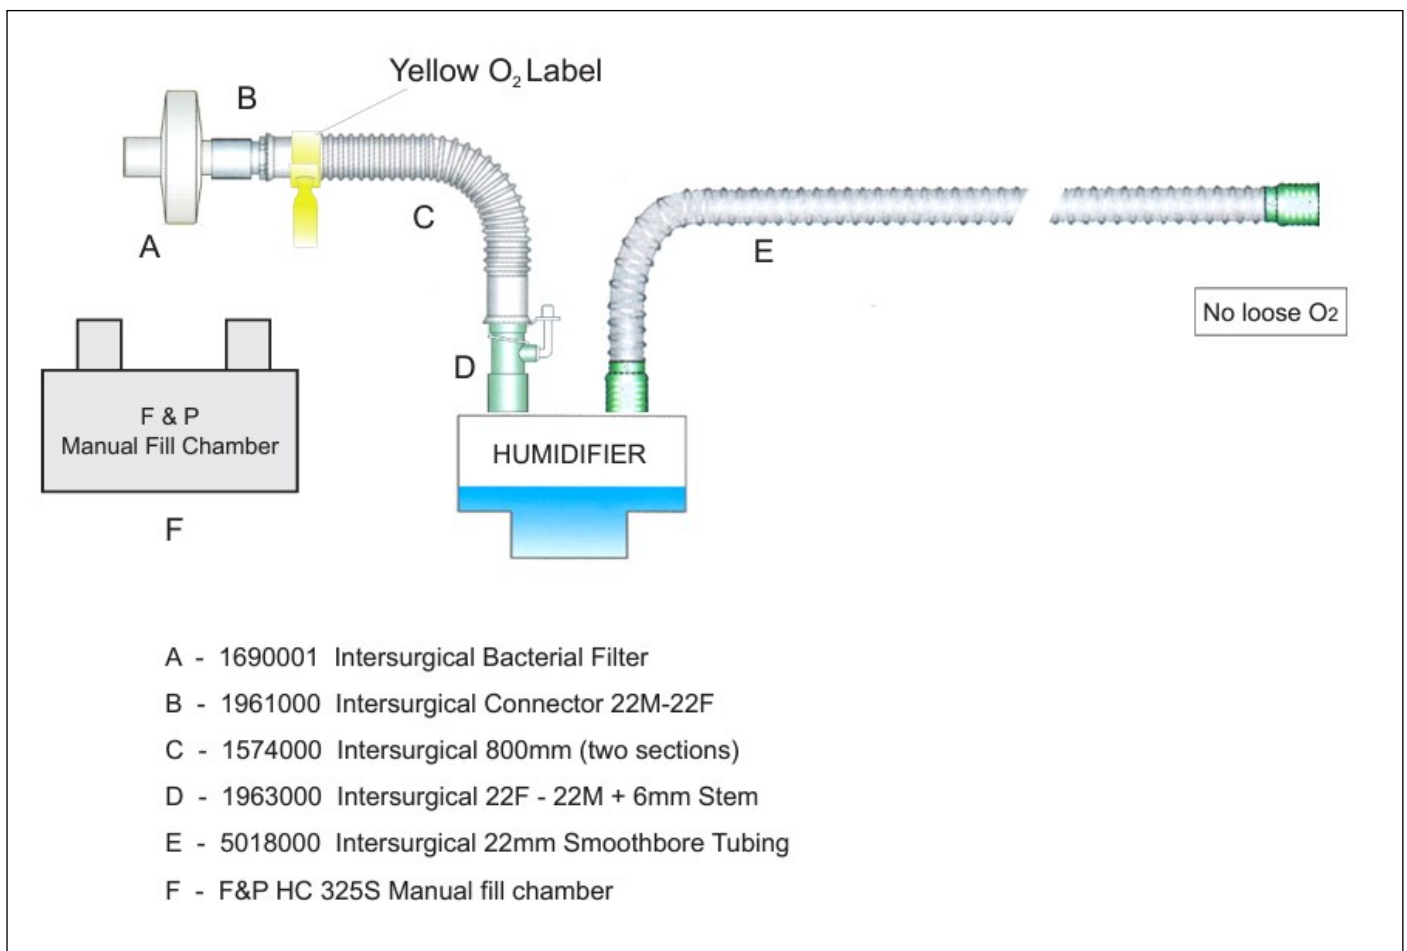 Yellow O2 Label
B
A
C
E
No loose O2
D
F & P
Manual Fill Chamber
HUMIDIFIER
F
A - 1690001 Intersurgical Bacterial Filter
B - 1961000 Intersurgical Connector 22M-22F
C - 1574000 Intersurgical 800mm (two sections)
D - 1963000 Intersurgical 22F - 22M + 6mm Stem
E - 5018000 Intersurgical 22mm Smoothbore Tubing
F - F&P HC 325S Manual fill chamber